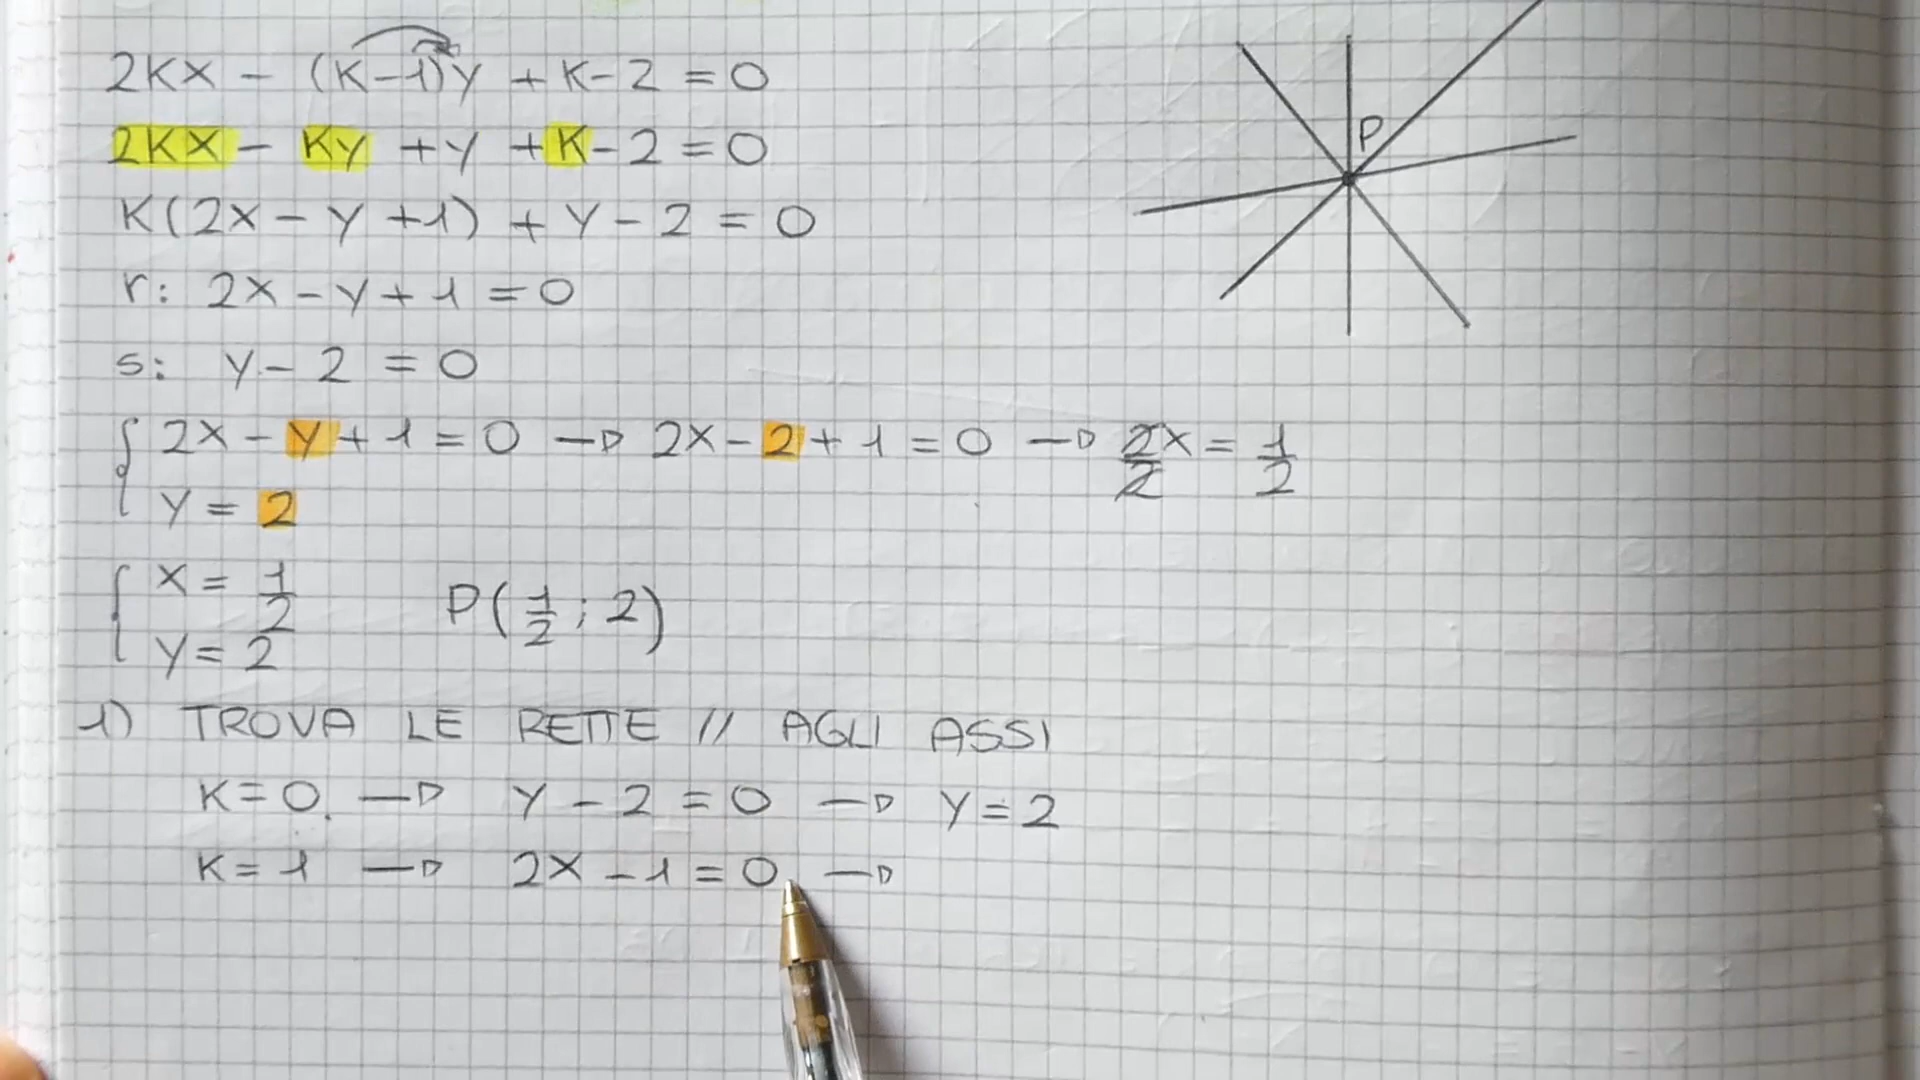 2KX - (K-1)Y + K - 2 = 0
2KX - KY + Y + K - 2 = 0
K(2X - Y + 1) + Y - 2 = 0
r: 2X - Y + 1 = 0
s: Y - 2 = 0
{ 2X - Y + 1 = 0 → 2X - 2 + 1 = 0 → 2X/2 = 1/2
Y = 2
{ X = 1/2
Y = 2
P(1/2 ; 2)
1) TROVA LE RETTE // AGLI ASSI
K = 0 → Y - 2 = 0 → Y = 2
K = 1 → 2X - 1 = 0 →
P